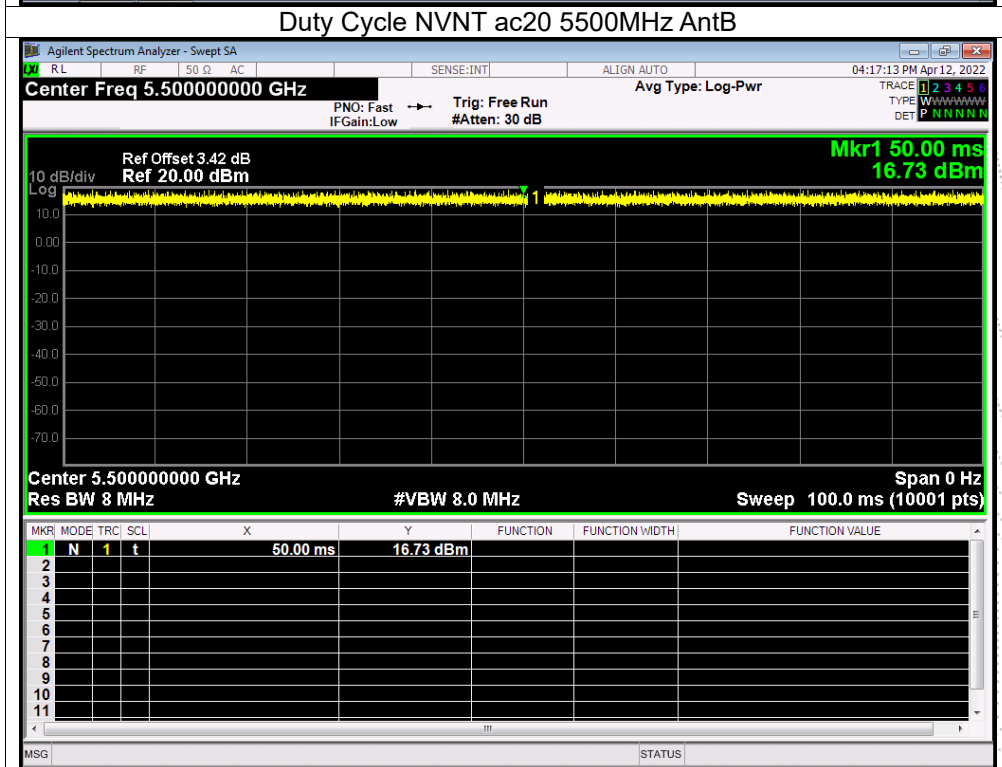 Duty Cycle NVNT ac20 5500MHz AntB
Agilent Spectrum Analyzer - Swept SA
LXI RL RF 50 Ω AC SENSE:INT ALIGN AUTO 04:17:13 PM Apr 12, 2022
Center Freq 5.500000000 GHz Avg Type: Log-Pwr TRACE 1 2 3 4 5 6
PNO: Fast Trig: Free Run TYPE WWWWWW
IFGain:Low #Atten: 30 dB DET P N N N N N
Mkr1 50.00 ms
Ref Offset 3.42 dB
10 dB/div Ref 20.00 dBm 16.73 dBm
Log
1
10.0
0.00
-10.0
-20.0
-30.0
-40.0
-50.0
-60.0
-70.0
Center 5.500000000 GHz Span 0 Hz
Res BW 8 MHz #VBW 8.0 MHz Sweep 100.0 ms (10001 pts)
MKR MODE TRC SCL X Y FUNCTION FUNCTION WIDTH FUNCTION VALUE
1 N 1 t 50.00 ms 16.73 dBm
2
3
4
5
6
7
8
9
10
11
MSG STATUS